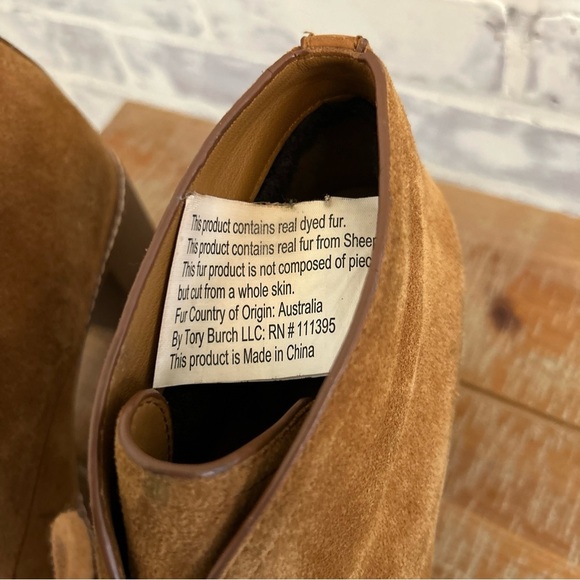 This product contains real dyed fur.
This product contains real fur from Sheep
This fur product is not composed of piec
but cut from a whole skin.
Fur Country of Origin: Australia
By Tory Burch LLC: RN # 111395
This product is Made in China